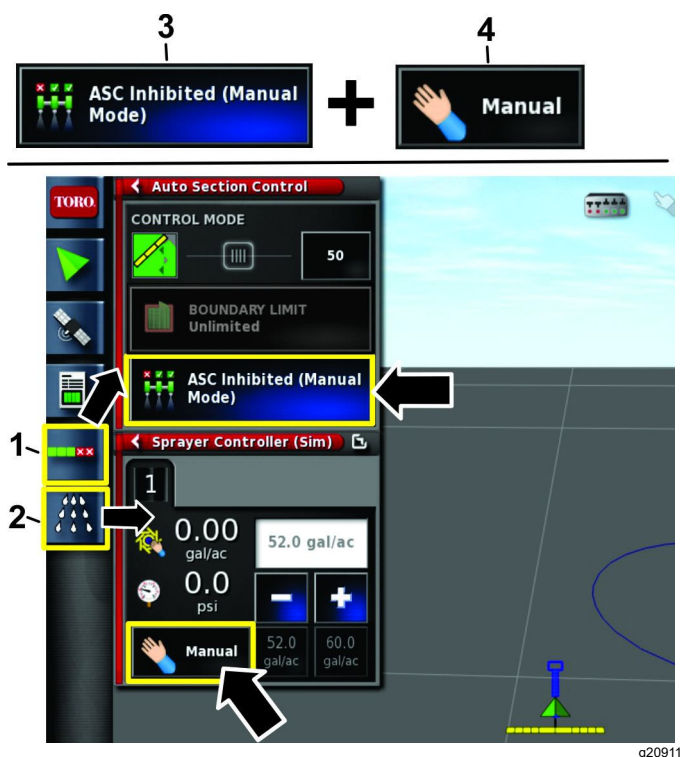 3
4
ASC Inhibited (Manual
Mode)
Manual
TORO.
Auto Section Control
CONTROL MODE
50
BOUNDARY LIMIT
Unlimited
ASC Inhibited (Manual
Mode)
1
Sprayer Controller (Sim)
1
2
0.00
gal/ac
52.0 gal/ac
0.0
psi
Manual
52.0
gal/ac
60.0
gal/ac
g20911